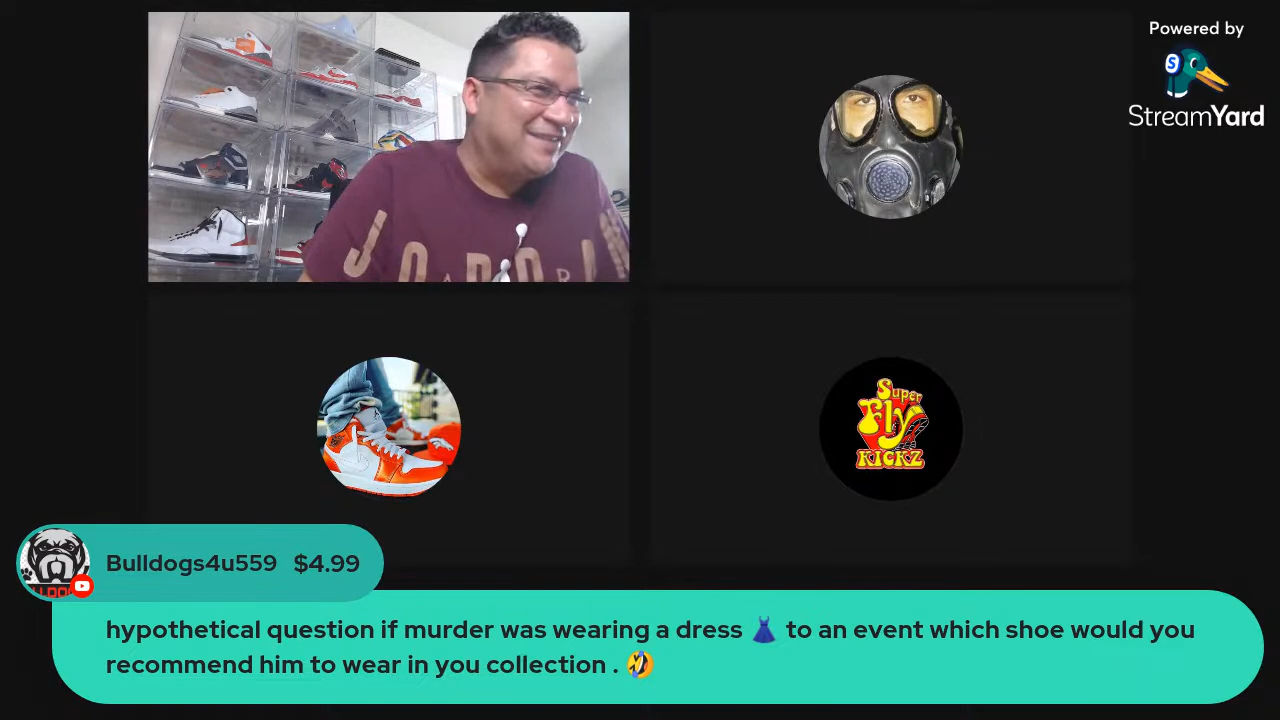 Powered by
S
StreamYard
JORDAN
Super
Fly
KICKZ
Bulldogs4u559 $4.99
hypothetical question if murder was wearing a dress 👗 to an event which shoe would you
recommend him to wear in you collection . 🤣